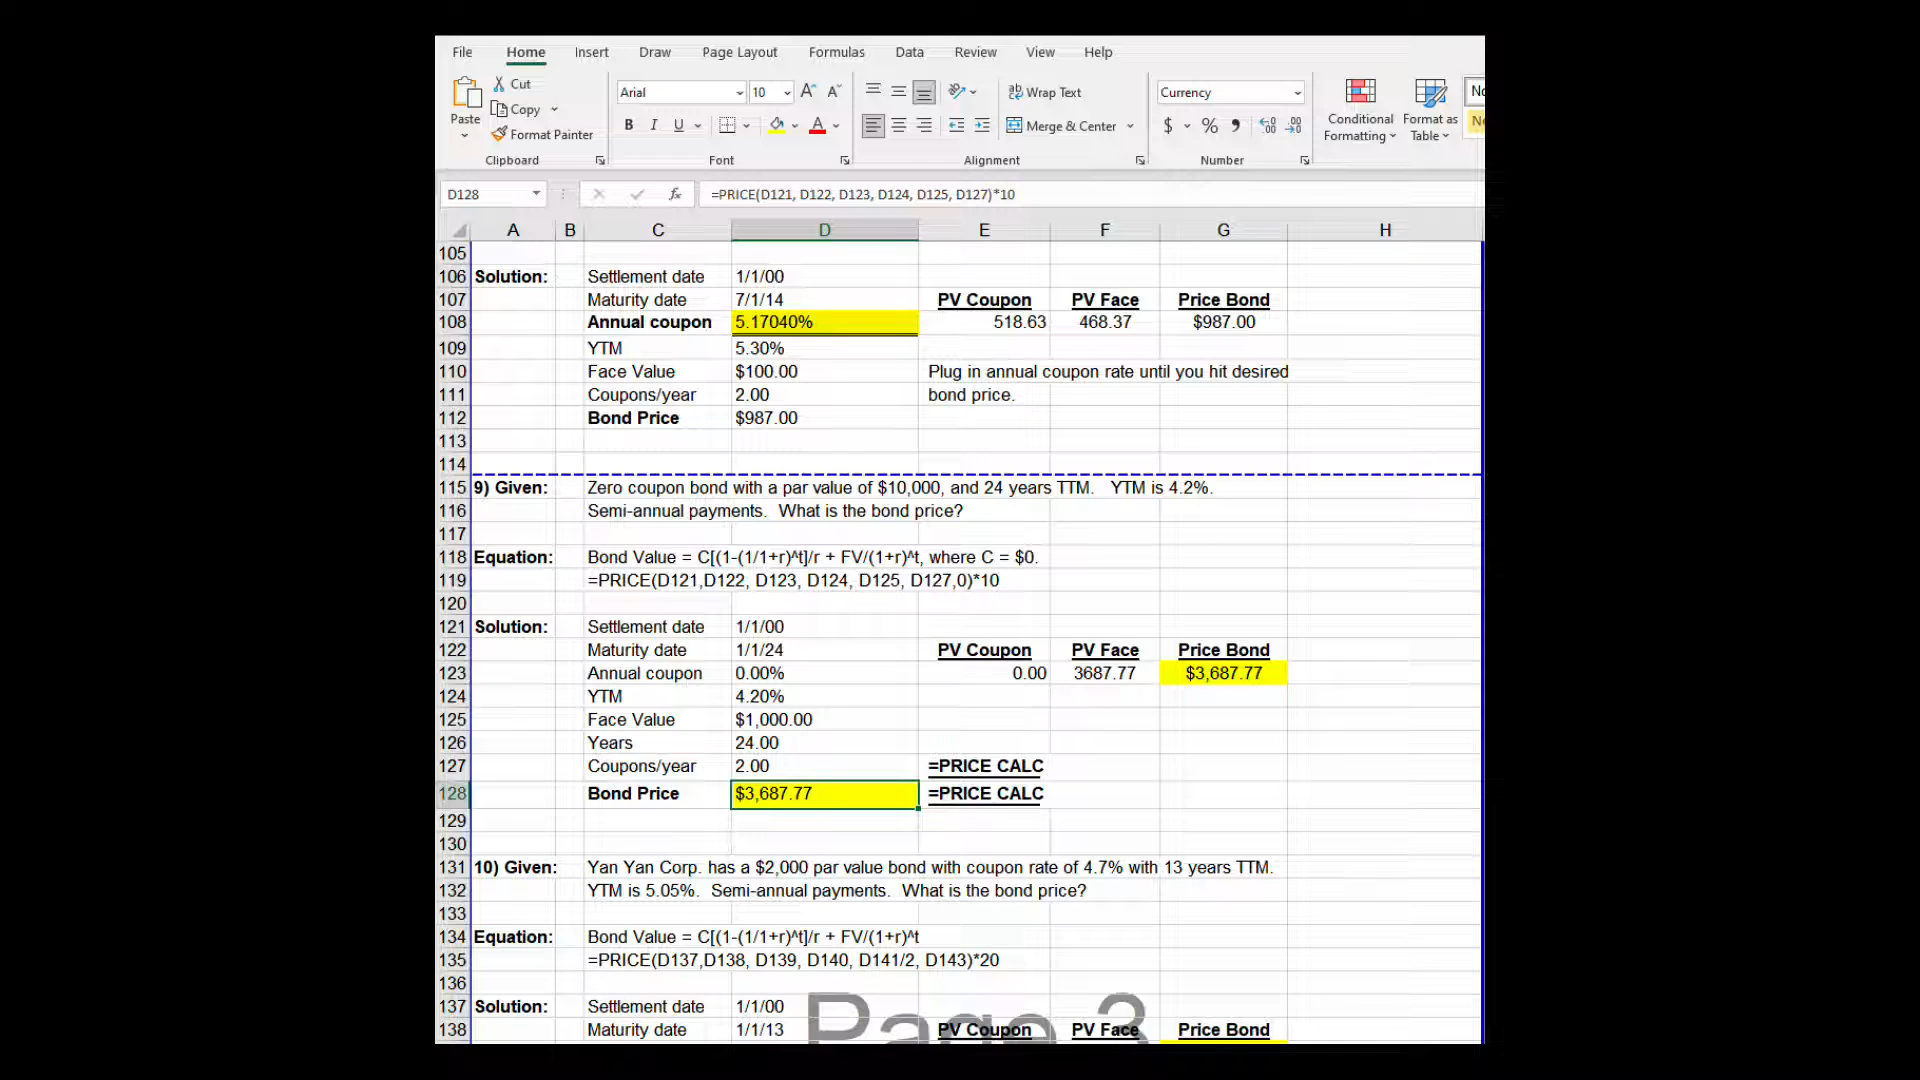 File Home Insert Draw Page Layout Formulas Data Review View Help
Paste
Cut
Copy
Format Painter
Clipboard
Arial 10
B I U
Font
Wrap Text
Merge & Center
Alignment
Currency
$ % 9
Number
Conditional Formatting
Format as Table
D128 fx =PRICE(D121, D122, D123, D124, D125, D127)*10
A B C D E F G H
105
106 Solution: Settlement date 1/1/00
107 Maturity date 7/1/14 PV Coupon PV Face Price Bond
108 Annual coupon 5.17040% 518.63 468.37 $987.00
109 YTM 5.30%
110 Face Value $100.00 Plug in annual coupon rate until you hit desired
111 Coupons/year 2.00 bond price.
112 Bond Price $987.00
113
114
115 9) Given: Zero coupon bond with a par value of $10,000, and 24 years TTM. YTM is 4.2%.
116 Semi-annual payments. What is the bond price?
117
118 Equation: Bond Value = C[(1-(1/1+r)^t]/r + FV/(1+r)^t, where C = $0.
119 =PRICE(D121,D122, D123, D124, D125, D127,0)*10
120
121 Solution: Settlement date 1/1/00
122 Maturity date 1/1/24 PV Coupon PV Face Price Bond
123 Annual coupon 0.00% 0.00 3687.77 $3,687.77
124 YTM 4.20%
125 Face Value $1,000.00
126 Years 24.00
127 Coupons/year 2.00 =PRICE CALC
128 Bond Price $3,687.77 =PRICE CALC
129
130
131 10) Given: Yan Yan Corp. has a $2,000 par value bond with coupon rate of 4.7% with 13 years TTM.
132 YTM is 5.05%. Semi-annual payments. What is the bond price?
133
134 Equation: Bond Value = C[(1-(1/1+r)^t]/r + FV/(1+r)^t
135 =PRICE(D137,D138, D139, D140, D141/2, D143)*20
136
137 Solution: Settlement date 1/1/00
138 Maturity date 1/1/13 PV Coupon PV Face Price Bond
Page 3